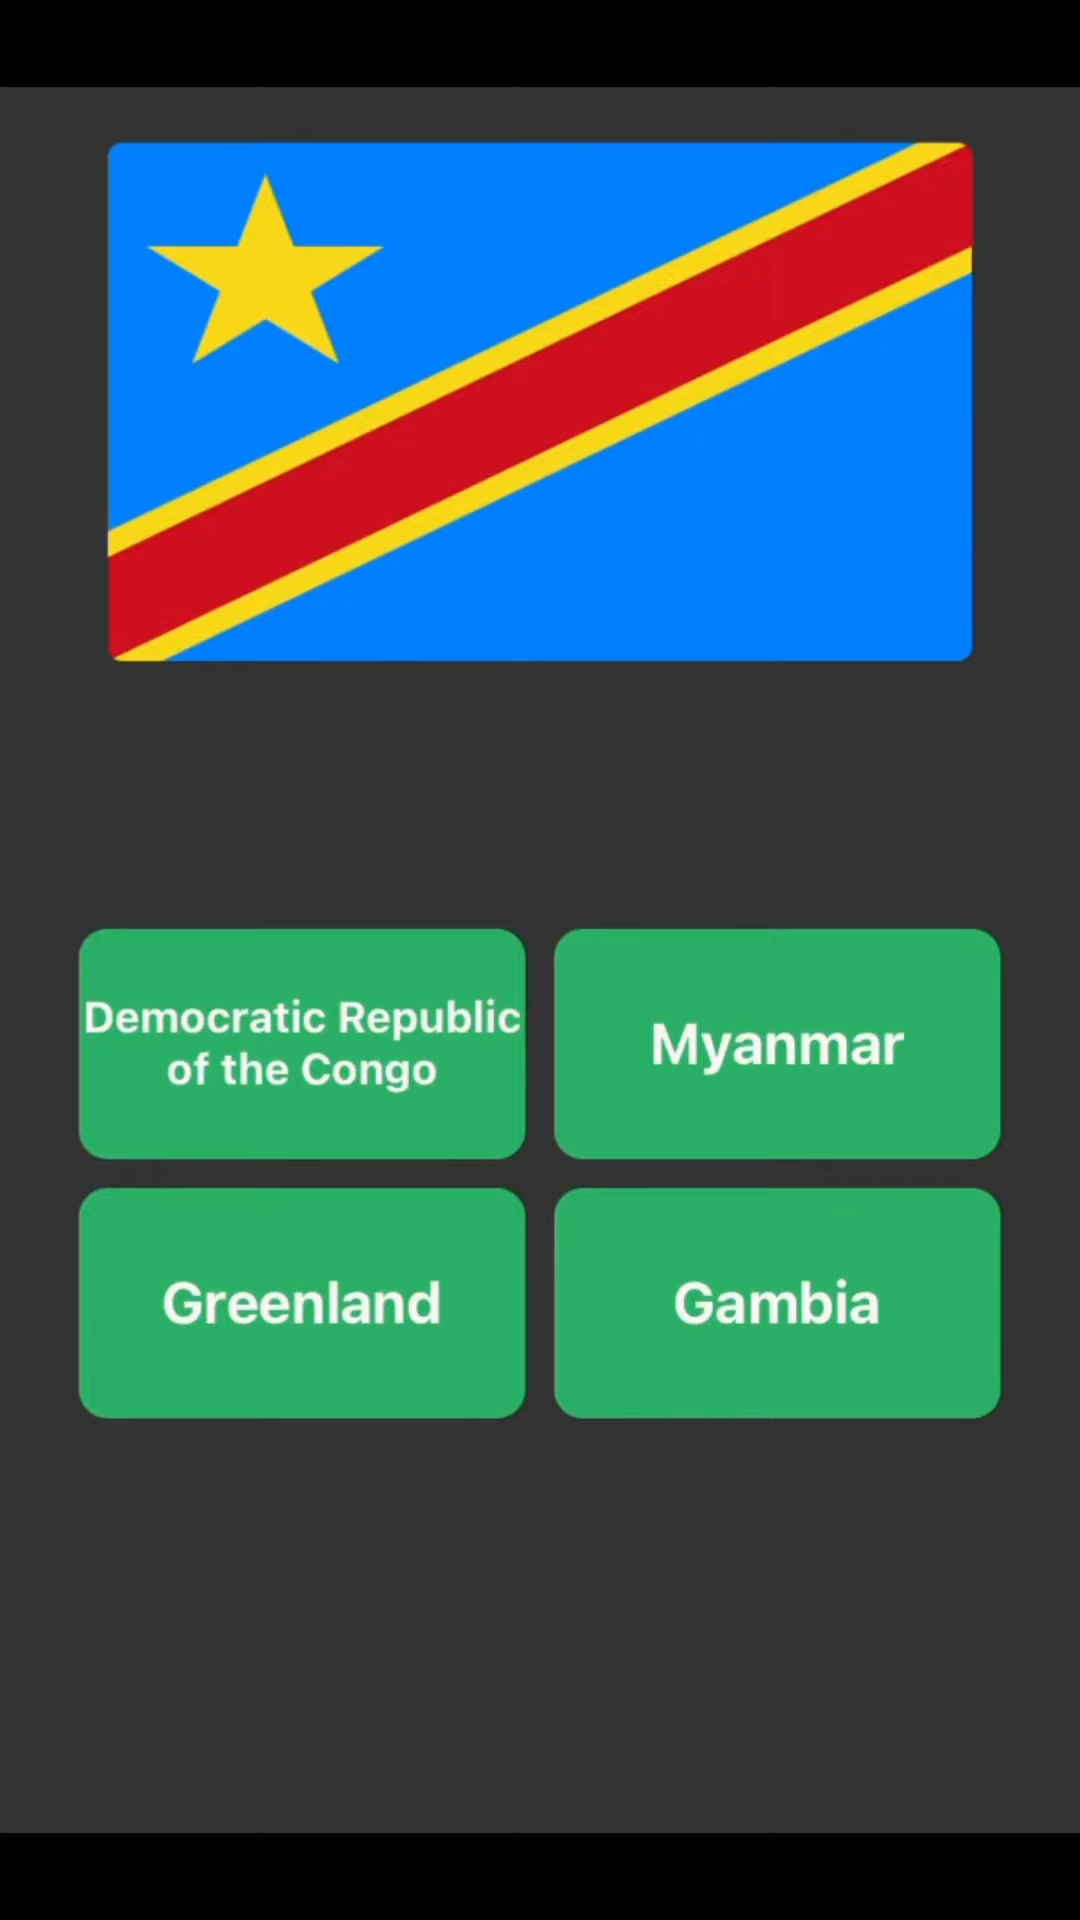 Democratic Republic
of the Congo
Myanmar
Greenland
Gambia